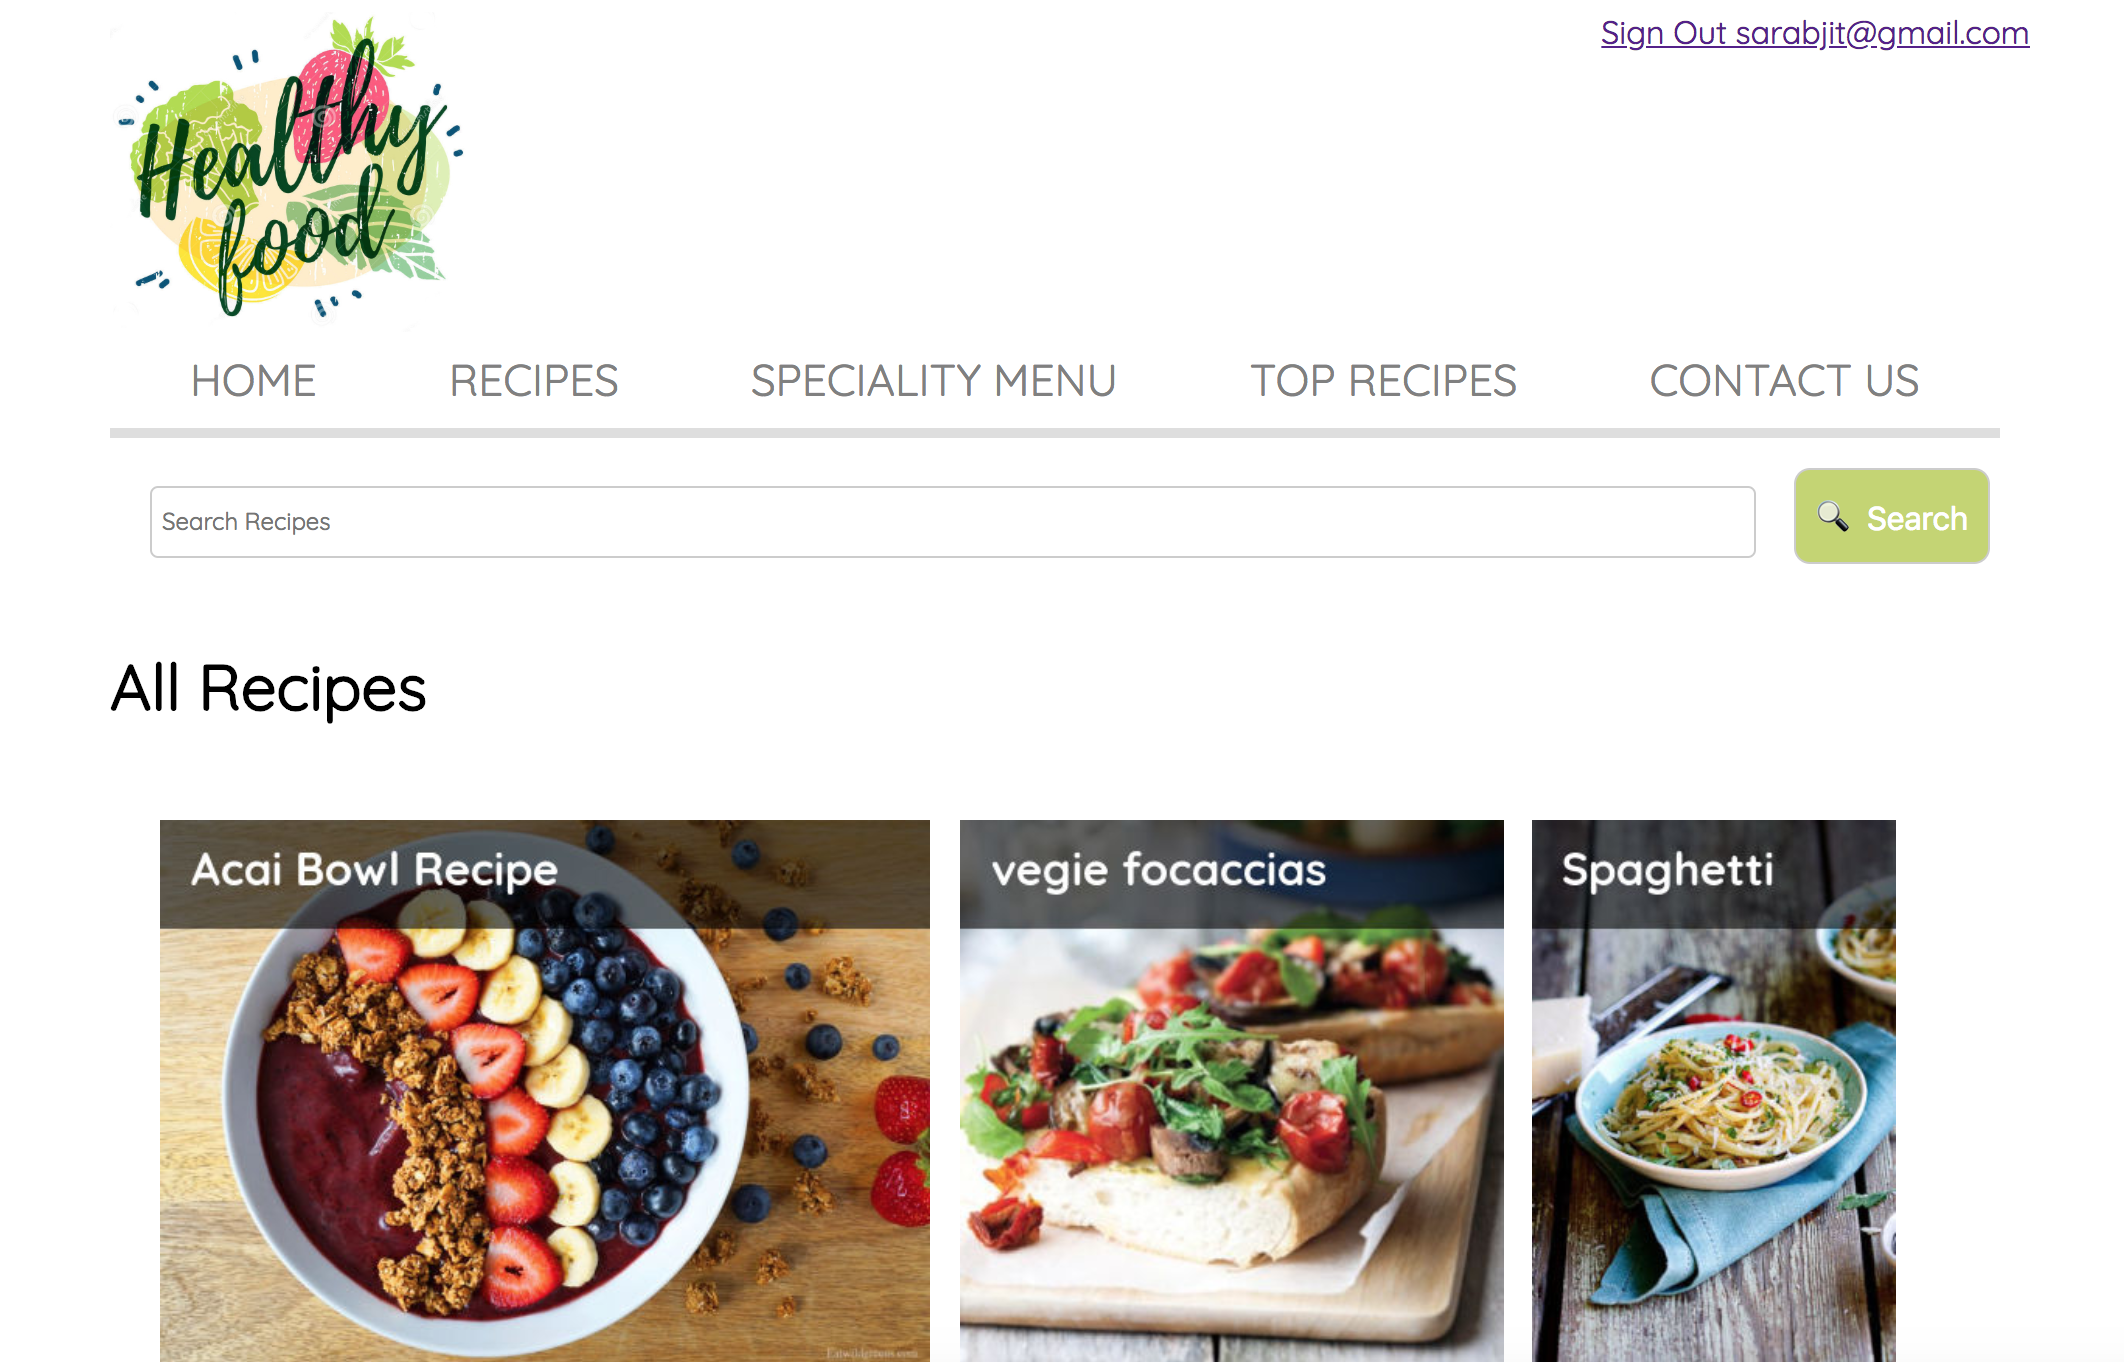 Sign Out sarabjit@gmail.com
Healthy
food
HOME RECIPES SPECIALITY MENU TOP RECIPES CONTACT US
Search Recipes
Search
All Recipes
Acai Bowl Recipe
vegie focaccias
Spaghetti